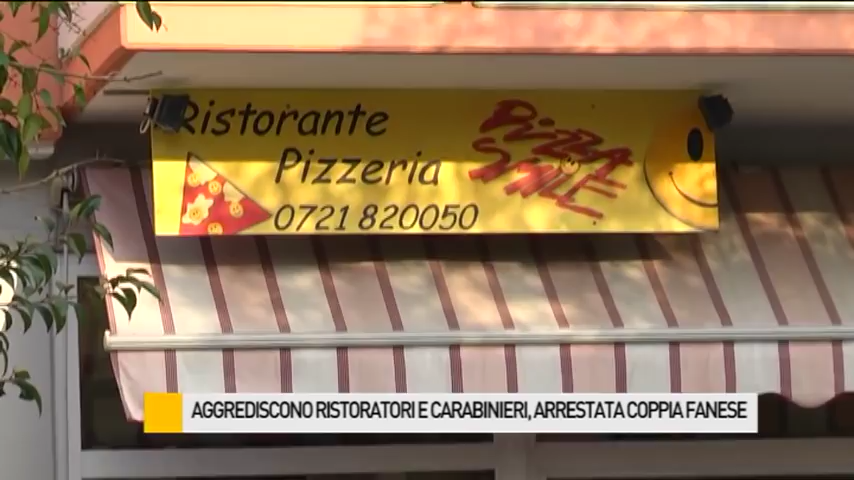 Ristorante
Pizzeria
0721 820050
PIZZA
SMILE
AGGREDISCONO RISTORATORI E CARABINIERI, ARRESTATA COPPIA FANESE